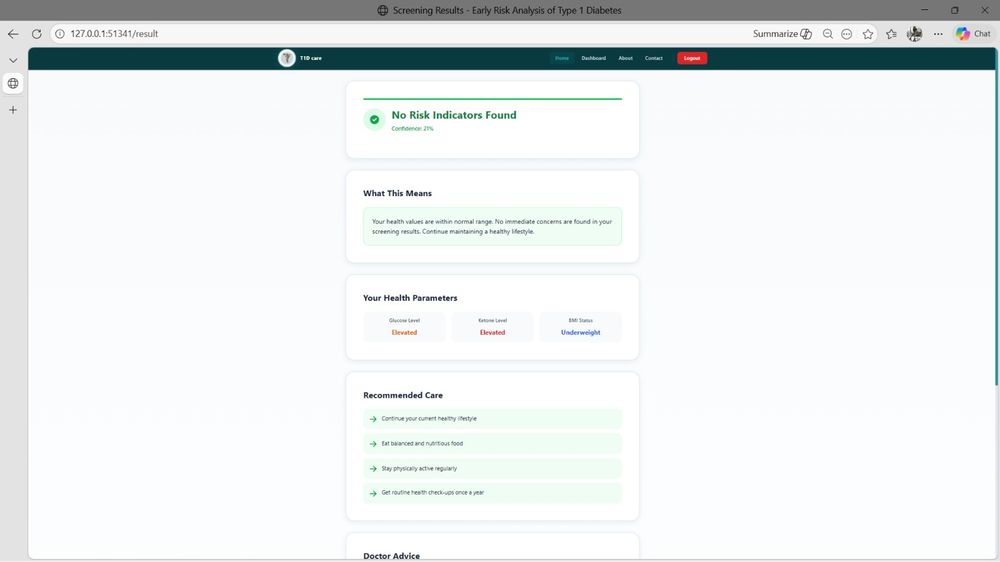 Screening Results - Early Risk Analysis of Type 1 Diabetes
127.0.0.1:51341/result
Summarize
Chat
T1D care
Home
Dashboard
About
Contact
Logout
No Risk Indicators Found
Confidence: 21%
What This Means
Your health values are within normal range. No immediate concerns are found in your
screening results. Continue maintaining a healthy lifestyle.
Your Health Parameters
Glucose Level
Elevated
Ketone Level
Elevated
BMI Status
Underweight
Recommended Care
Continue your current healthy lifestyle
Eat balanced and nutritious food
Stay physically active regularly
Get routine health check-ups once a year
Doctor Advice